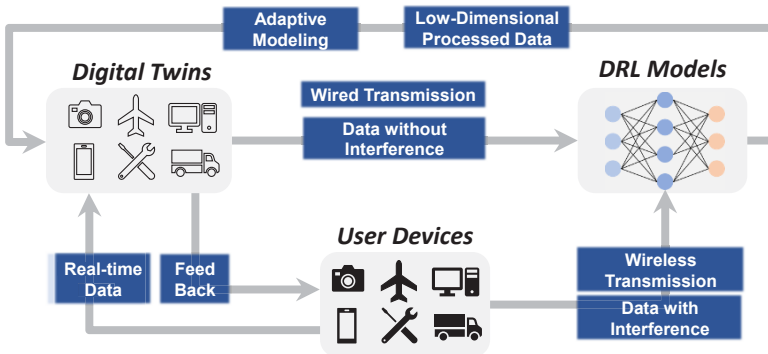 Adaptive
Modeling
Low-Dimensional
Processed Data
Digital Twins
DRL Models
Wired Transmission
Data without
Interference
User Devices
Real-time
Data
Feed
Back
Wireless
Transmission
Data with
Interference